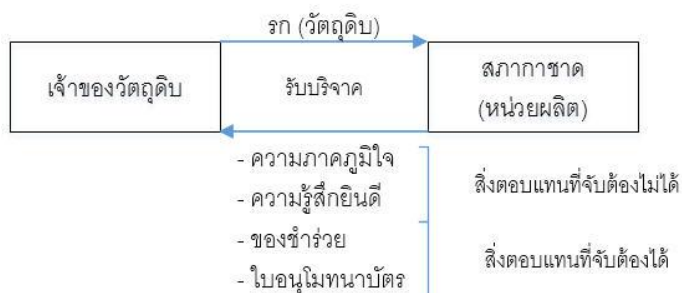 รก (วัตถุดิบ)
เจ้าของวัตถุดิบ
รับบริจาค
สภากาชาด
(หน่วยผลิต)
- ความภาคภูมิใจ
- ความรู้สึกยินดี
สิ่งตอบแทนที่จับต้องไม่ได้
- ของชำร่วย
- ใบอนุโมทนาบัตร
สิ่งตอบแทนที่จับต้องได้